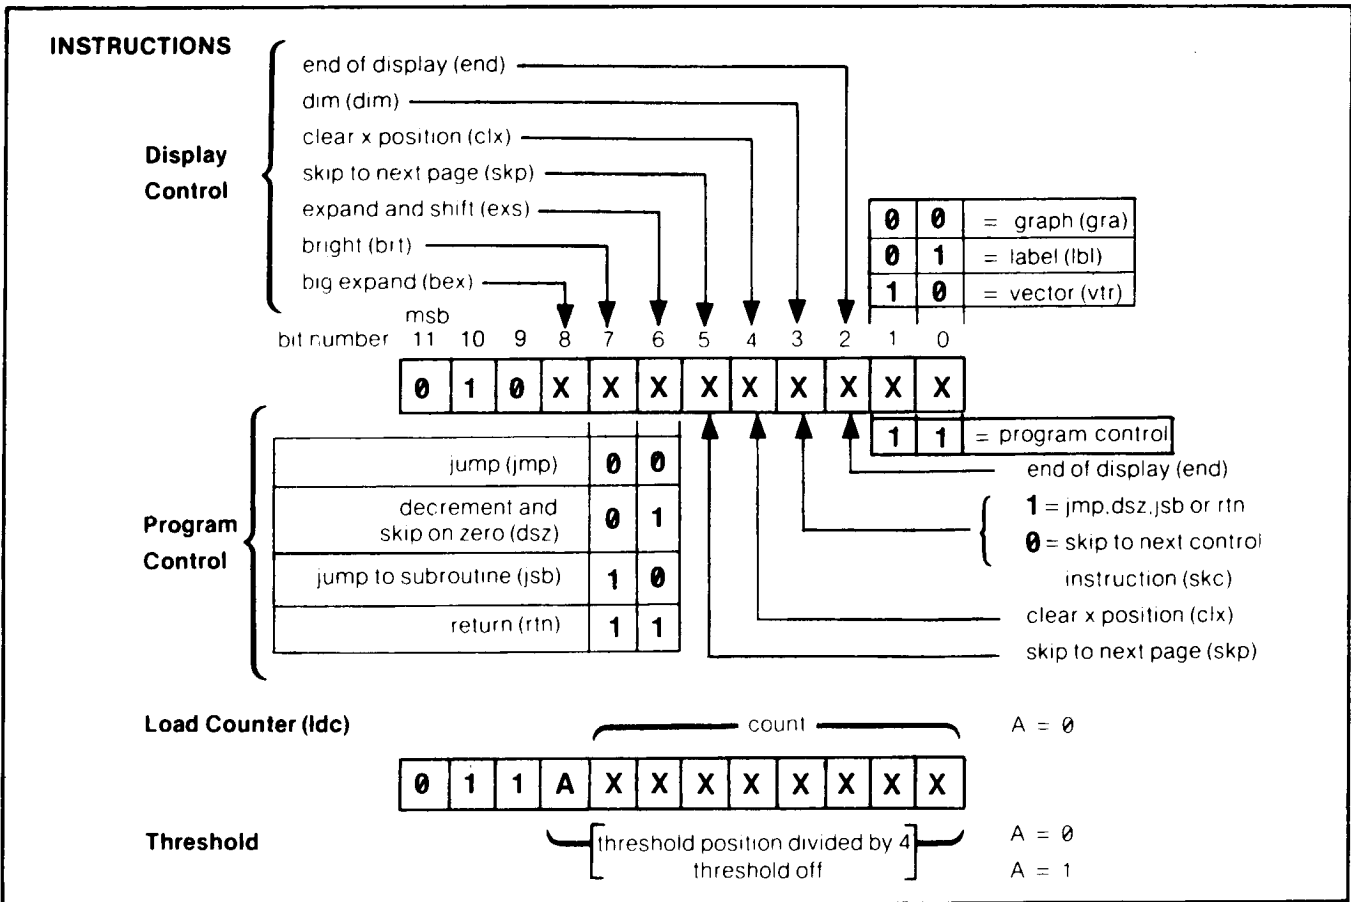 INSTRUCTIONS
end of display (end)
dim (dim)
clear x position (clx)
Display
Control
skip to next page (skp)
expand and shift (exs)
bright (brt)
big expand (bex)
0 0 = graph (gra)
0 1 = label (lbl)
1 0 = vector (vtr)
msb
bit number 11 10 9 8 7 6 5 4 3 2 1 0
0 1 0 X X X X X X X X X
1 1 = program control
Program
Control
jump (jmp) 0 0
decrement and
skip on zero (dsz) 0 1
jump to subroutine (jsb) 1 0
return (rtn) 1 1
end of display (end)
1 = jmp,dsz,jsb or rtn
0 = skip to next control
instruction (skc)
clear x position (clx)
skip to next page (skp)
Load Counter (ldc)
count
A = 0
0 1 1 A X X X X X X X X
Threshold
threshold position divided by 4
A = 0
threshold off
A = 1